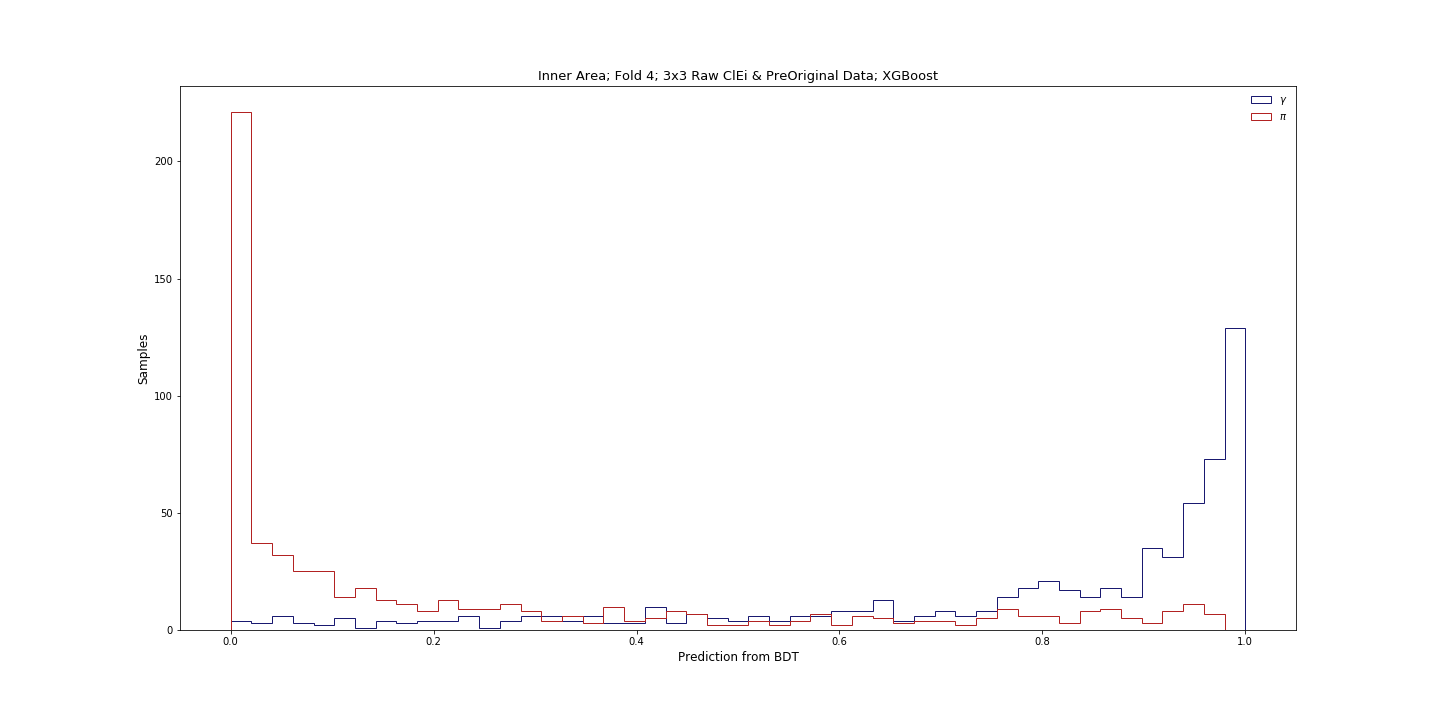 Inner Area; Fold 4; 3x3 Raw ClEi & PreOriginal Data; XGBoost
γ
π
200
150
100
50
0
Samples
0.0 0.2 0.4 0.6 0.8 1.0
Prediction from BDT